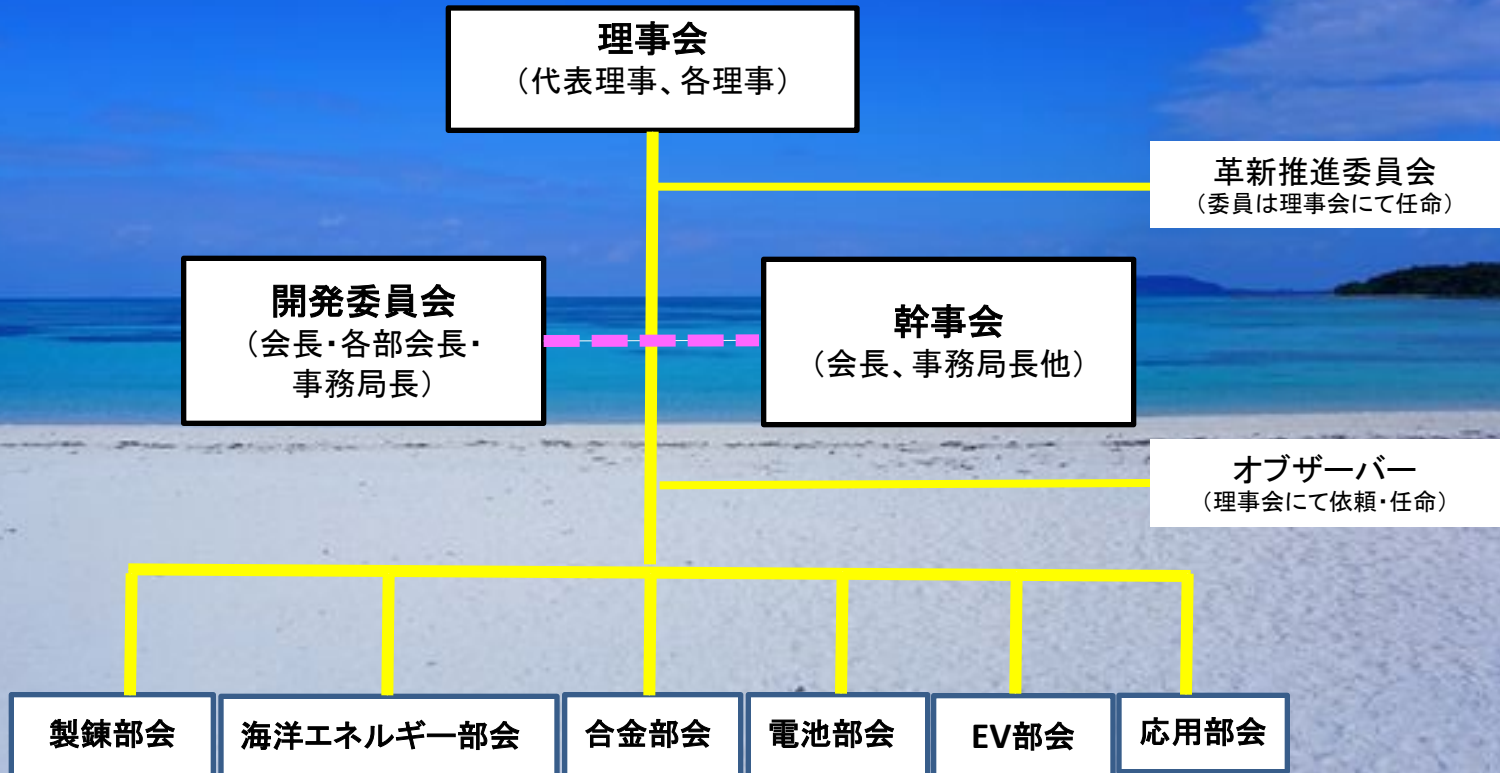 理事会
（代表理事、各理事）
革新推進委員会
（委員は理事会にて任命）
開発委員会
（会長・各部会長・
事務局長）
幹事会
（会長、事務局長他）
オブザーバー
（理事会にて依頼・任命）
製錬部会
海洋エネルギー部会
合金部会
電池部会
EV部会
応用部会